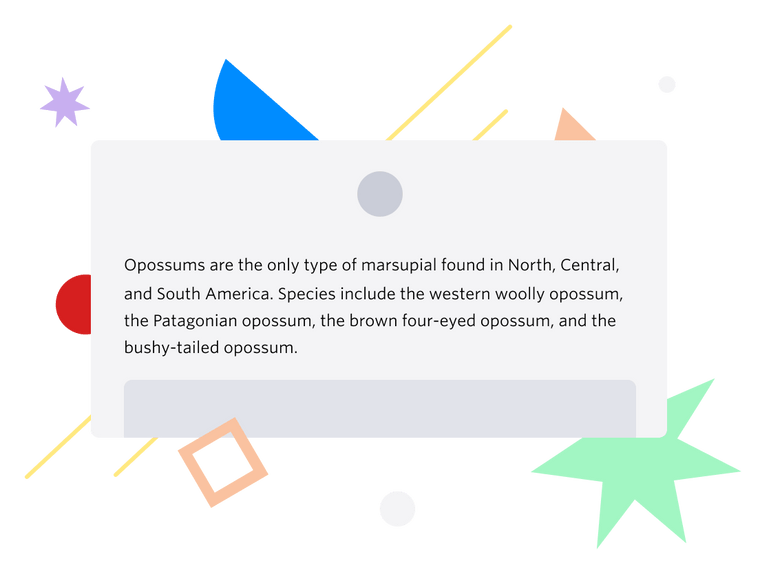 Opossums are the only type of marsupial found in North, Central,
and South America. Species include the western woolly opossum,
the Patagonian opossum, the brown four-eyed opossum, and the
bushy-tailed opossum.